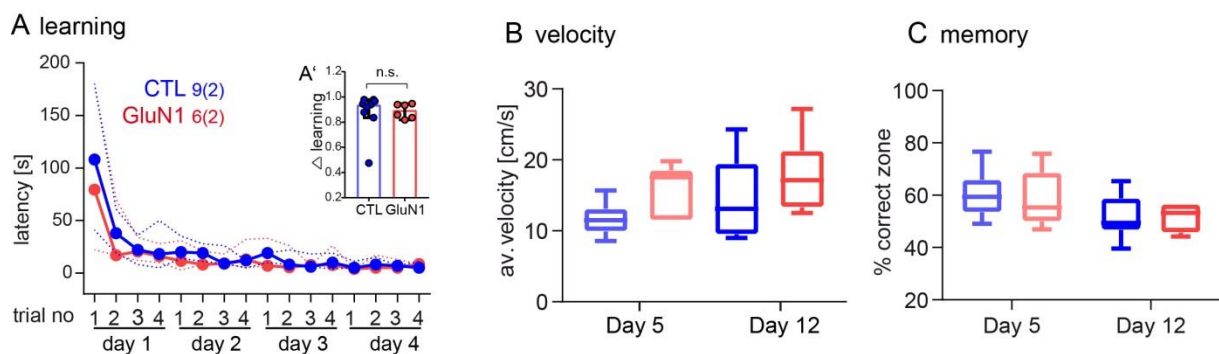 A learning
200
150
100
50
0
latency [s]
CTL 9(2)
GluN1 6(2)
trial no 1 2 3 4 1 2 3 4 1 2 3 4 1 2 3 4
day 1 day 2 day 3 day 4
A'
n.s.
1.2
1.0
0.8
0.6
0.4
0.2
△ learning
CTL GluN1
B velocity
30
20
10
0
av. velocity [cm/s]
Day 5 Day 12
C memory
100
80
60
40
20
% correct zone
Day 5 Day 12